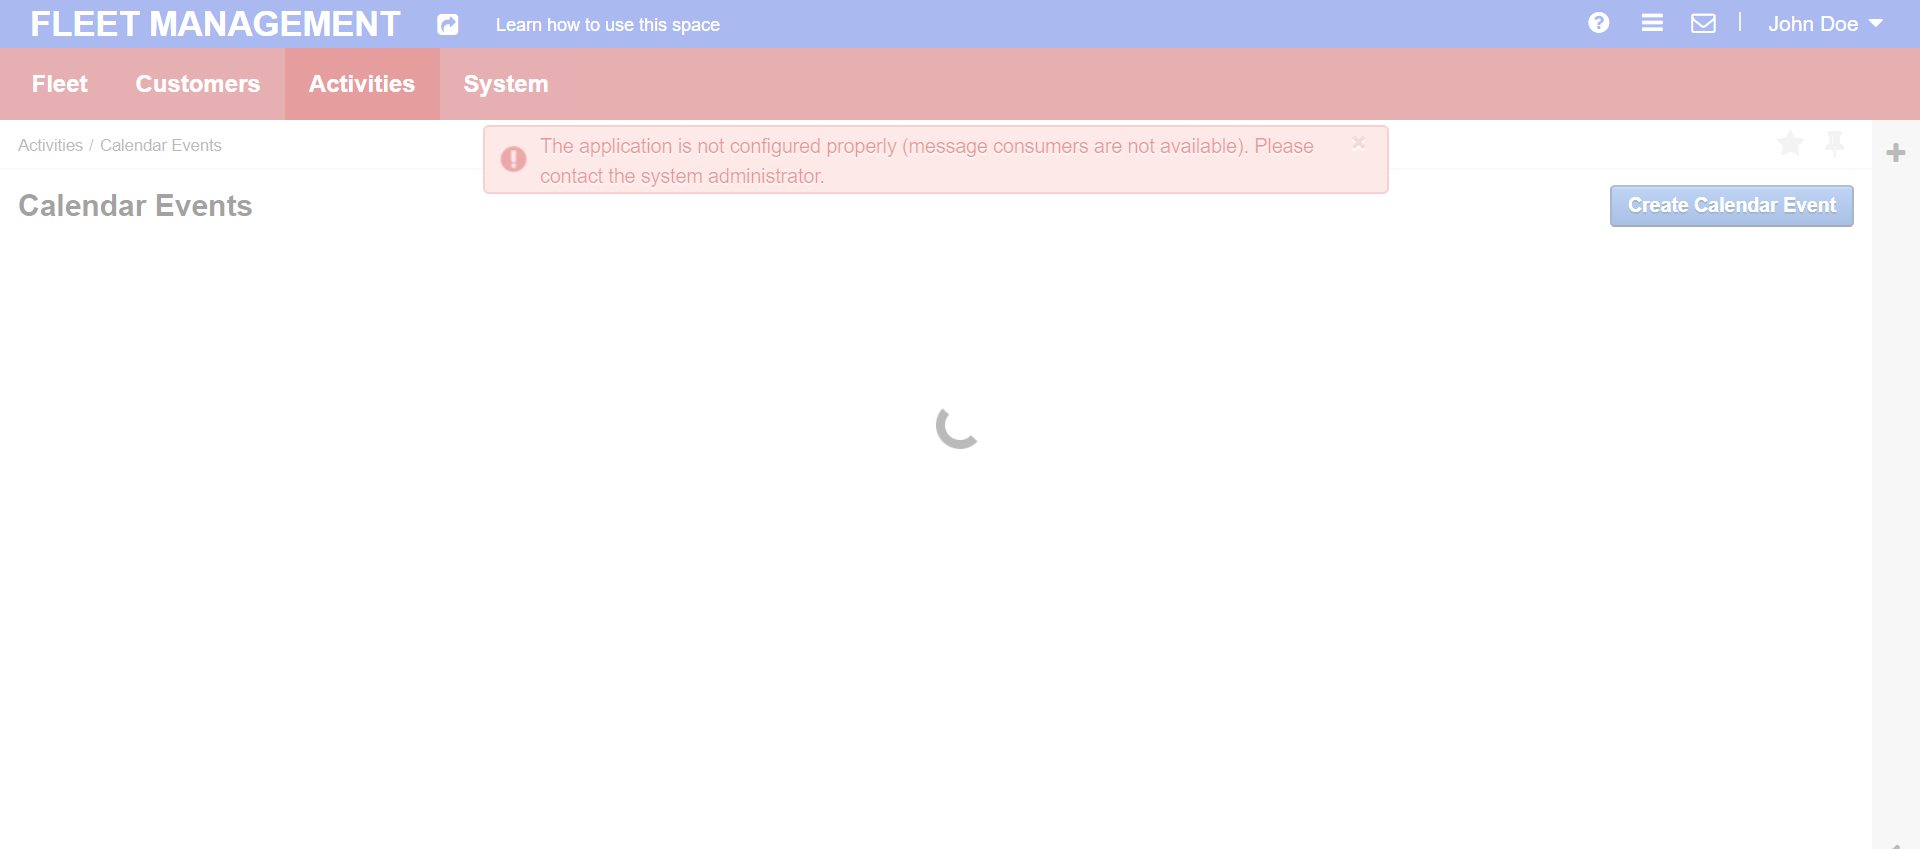 FLEET MANAGEMENT
Learn how to use this space
John Doe
Fleet
Customers
Activities
System
Activities / Calendar Events
The application is not configured properly (message consumers are not available). Please
contact the system administrator.
Calendar Events
Create Calendar Event